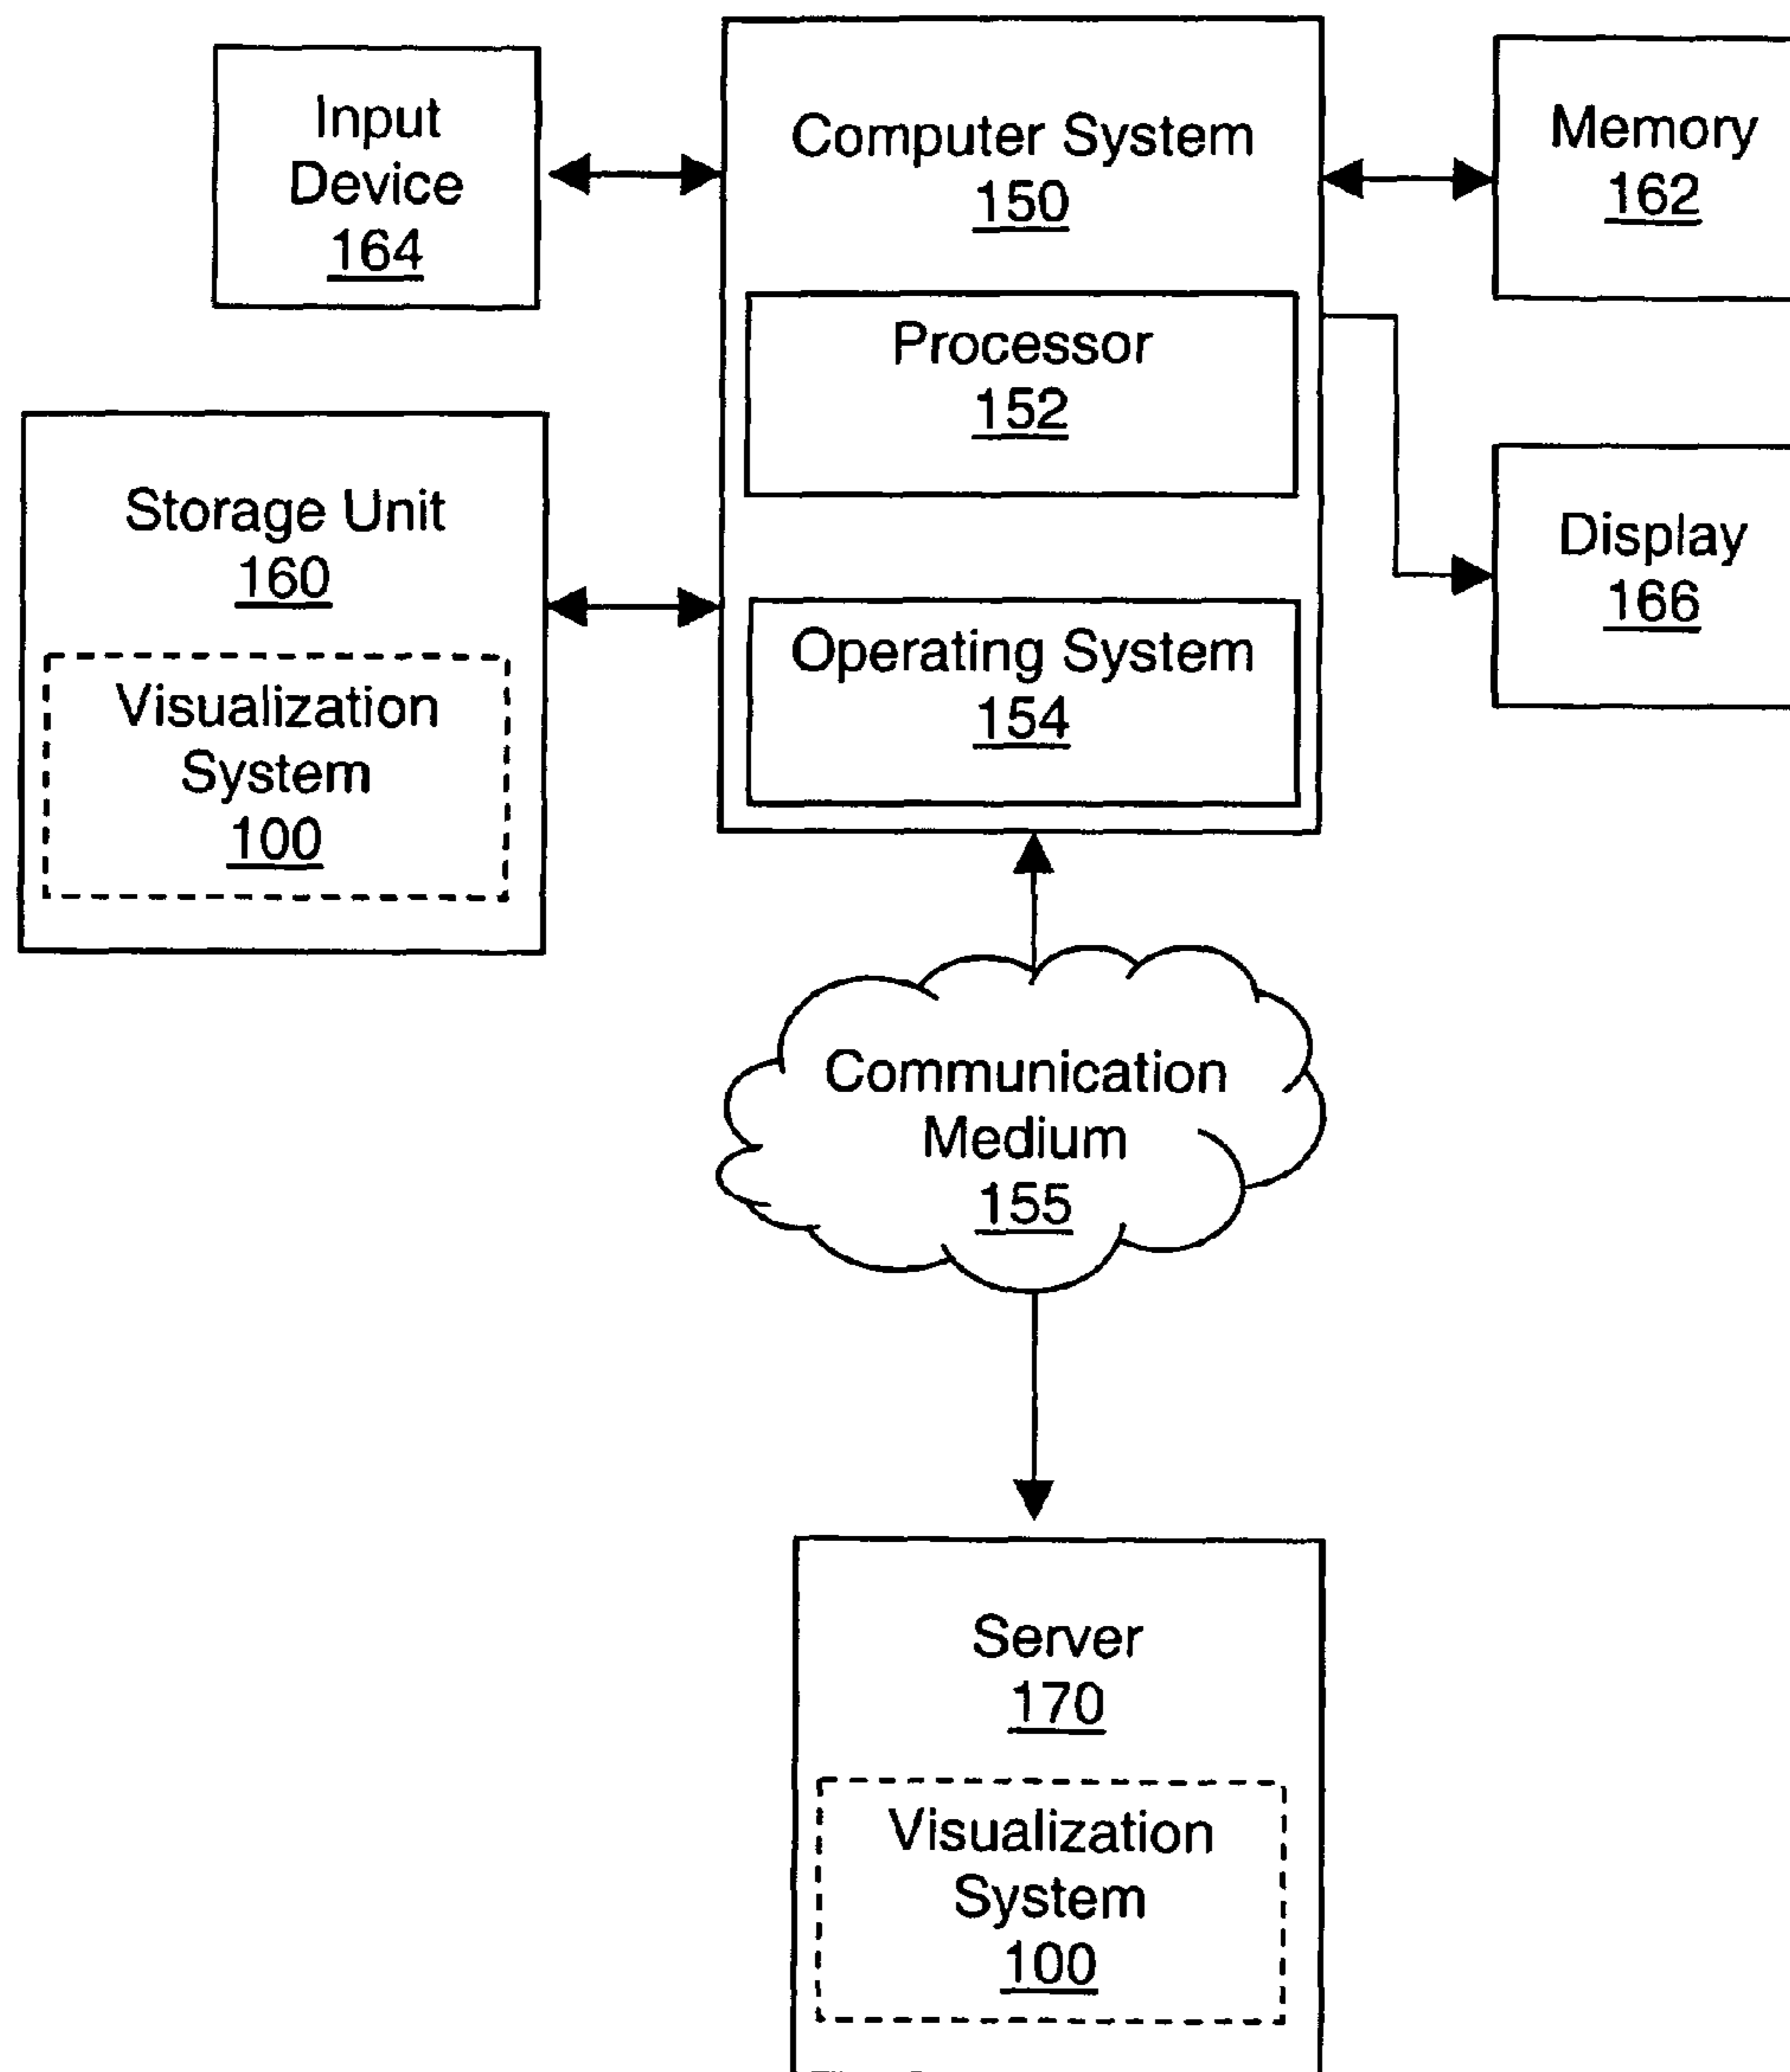 Input
Device
164
Computer System
150
Memory
162
Processor
152
Storage Unit
160
Display
166
Operating System
154
Visualization
System
100
Communication
Medium
155
Server
170
Visualization
System
100